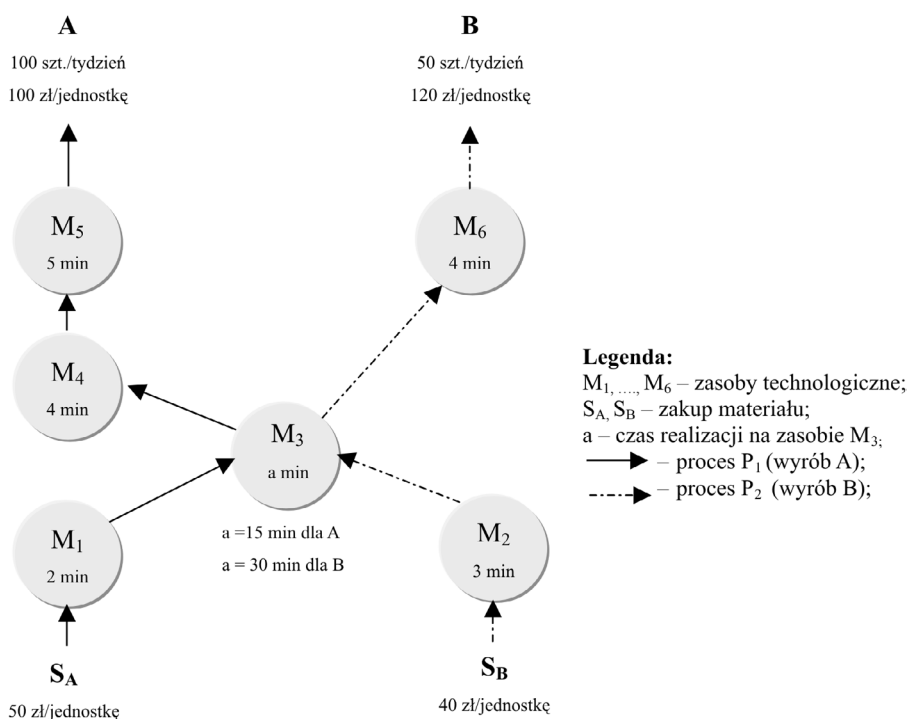 A
100 szt./tydzień
100 zł/jednostkę
B
50 szt./tydzień
120 zł/jednostkę
M5
5 min
M6
4 min
M4
4 min
M3
a min
a =15 min dla A
a = 30 min dla B
M1
2 min
M2
3 min
SA
50 zł/jednostkę
SB
40 zł/jednostkę
Legenda:
M1, ...., M6 – zasoby technologiczne;
SA, SB – zakup materiału;
a – czas realizacji na zasobie M3;
– proces P1 (wyrób A);
– proces P2 (wyrób B);